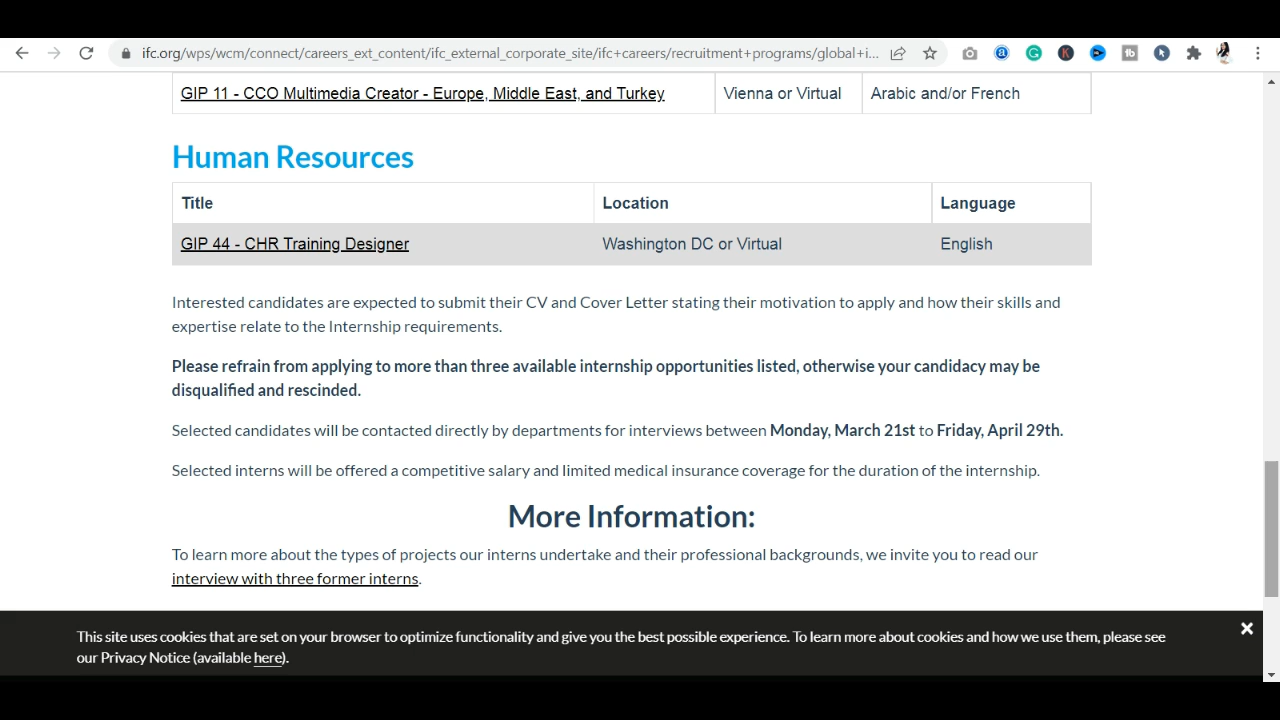 ifc.org/wps/wcm/connect/careers_ext_content/ifc_external_corporate_site/ifc+careers/recruitment+programs/global+i...
GIP 11 - CCO Multimedia Creator - Europe, Middle East, and Turkey Vienna or Virtual Arabic and/or French
Human Resources
Title Location Language
GIP 44 - CHR Training Designer Washington DC or Virtual English
Interested candidates are expected to submit their CV and Cover Letter stating their motivation to apply and how their skills and
expertise relate to the Internship requirements.
Please refrain from applying to more than three available internship opportunities listed, otherwise your candidacy may be
disqualified and rescinded.
Selected candidates will be contacted directly by departments for interviews between Monday, March 21st to Friday, April 29th.
Selected interns will be offered a competitive salary and limited medical insurance coverage for the duration of the internship.
More Information:
To learn more about the types of projects our interns undertake and their professional backgrounds, we invite you to read our
interview with three former interns.
This site uses cookies that are set on your browser to optimize functionality and give you the best possible experience. To learn more about cookies and how we use them, please see
our Privacy Notice (available here).